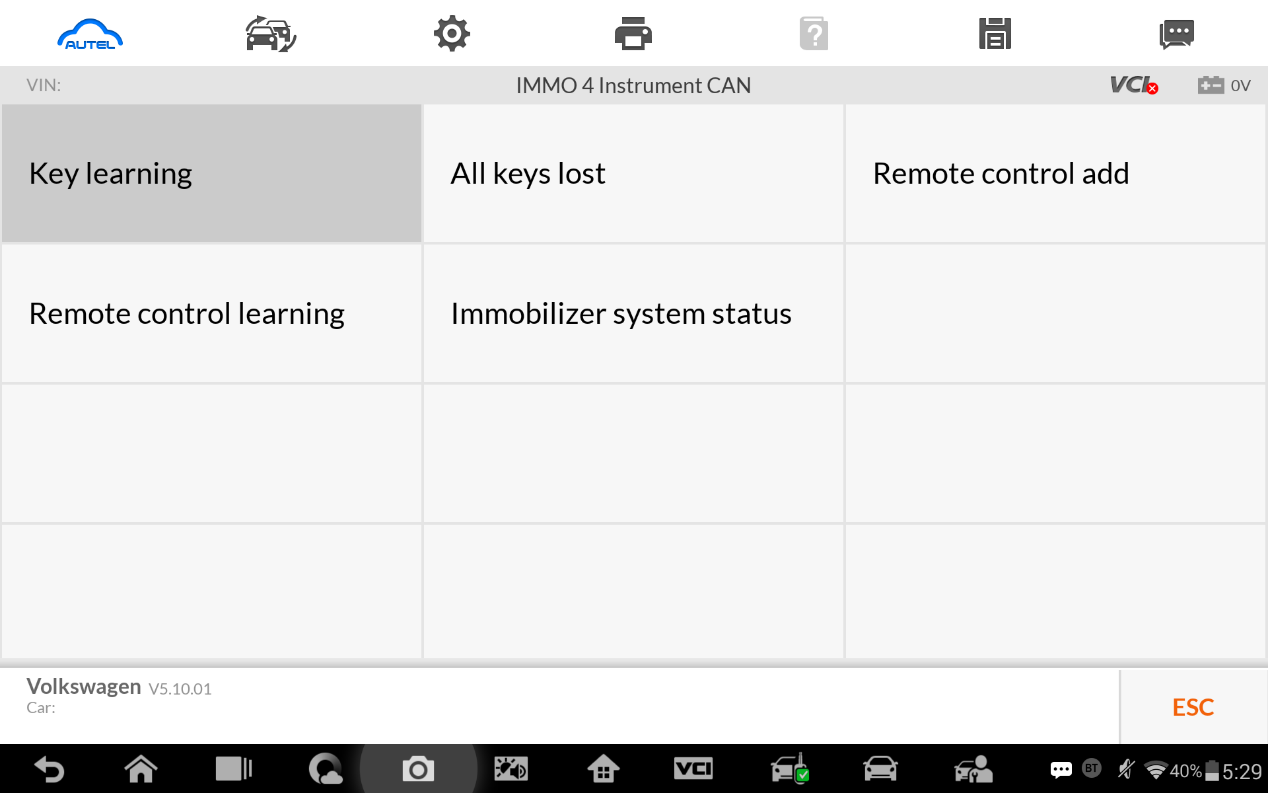 AUTEL
VIN:
IMMO 4 Instrument CAN
VCI
0V
Key learning
All keys lost
Remote control add
Remote control learning
Immobilizer system status
Volkswagen V5.10.01
Car:
ESC
VCI
BT
40%
5:29